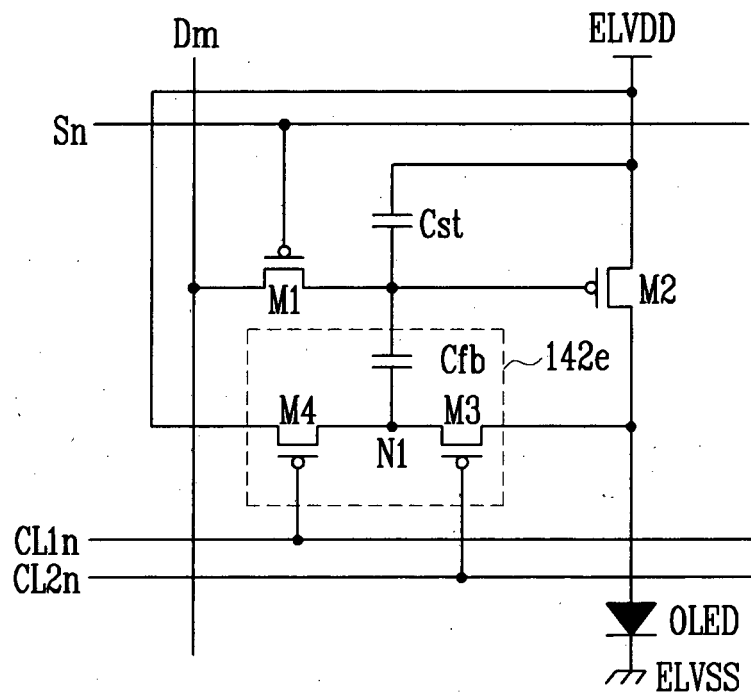 Dm
ELVDD
Sn
Cst
M1
M2
Cfb
142e
M4
M3
N1
CL1n
CL2n
OLED
ELVSS